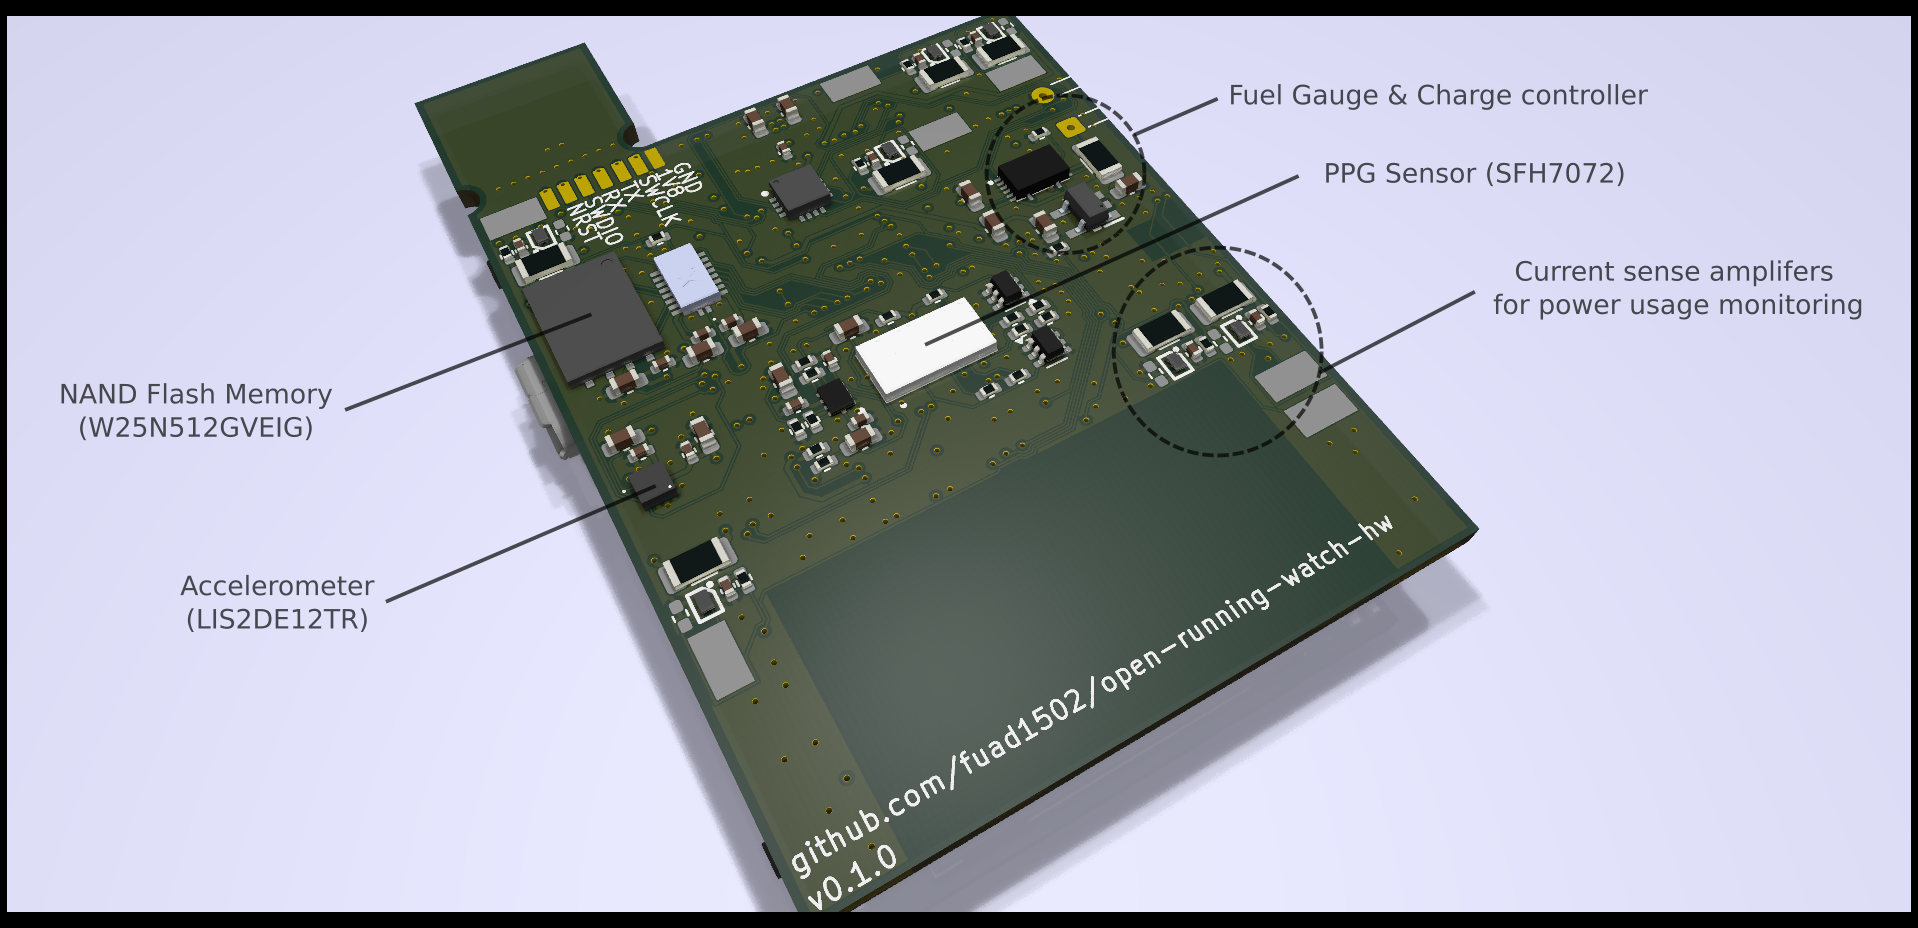 Fuel Gauge & Charge controller
PPG Sensor (SFH7072)
Current sense amplifers
for power usage monitoring
NAND Flash Memory
(W25N512GVEIG)
Accelerometer
(LIS2DE12TR)
GND
1V8
SWCLK
TX
RX
SWDIO
NRST
github.com/fuad1502/open-running-watch-hw
v0.1.0